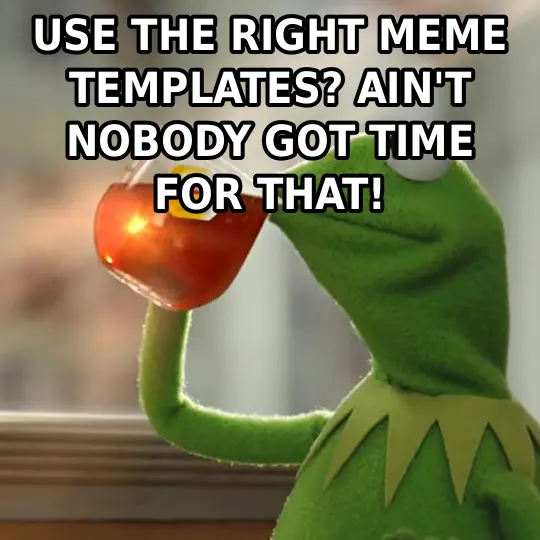 USE THE RIGHT MEME
TEMPLATES? AIN'T
NOBODY GOT TIME
FOR THAT!